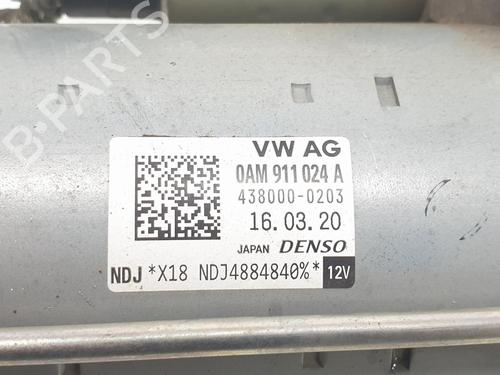 VW AG
0AM 911 024 A
438000-0203
16.03.20
JAPAN DENSO
NDJ *X18 NDJ4884840%* 12V
B-PARTS